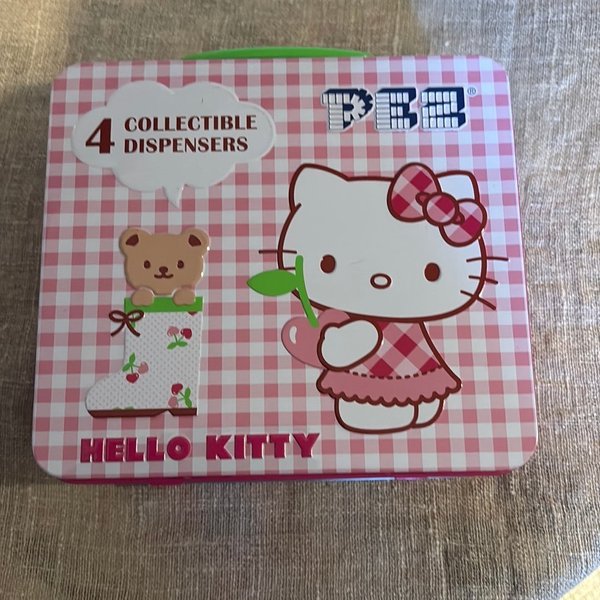 4 COLLECTIBLE
DISPENSERS
PEZ®
HELLO KITTY